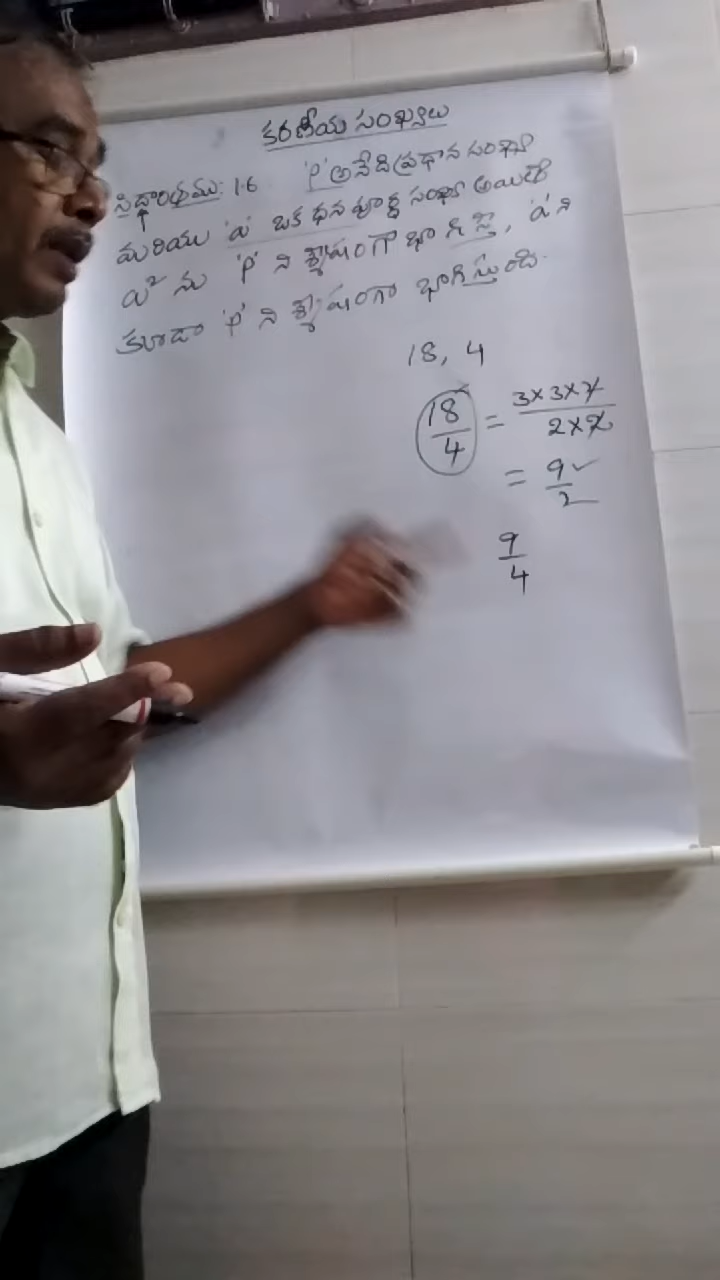 కరణీయ సంఖ్యలు
సిద్ధాంతము: 1.6 'P' అనేది ప్రధాన సంఖ్య
మరియు 'a' ఒక ధన పూర్ణ సంఖ్య అయితే
a² ను 'P' ని శ్శేషంగా భాగిస్తే, 'a' ని
కూడా 'P' ని శ్శేషంగా భాగిస్తుంది.
18, 4
18/4 = 3×3×2/2×2
= 9/2
9/4